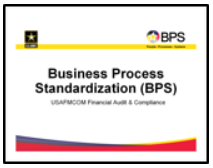 BPS
Business Process
Standardization (BPS)
USAFMCOM Financial Audit & Compliance